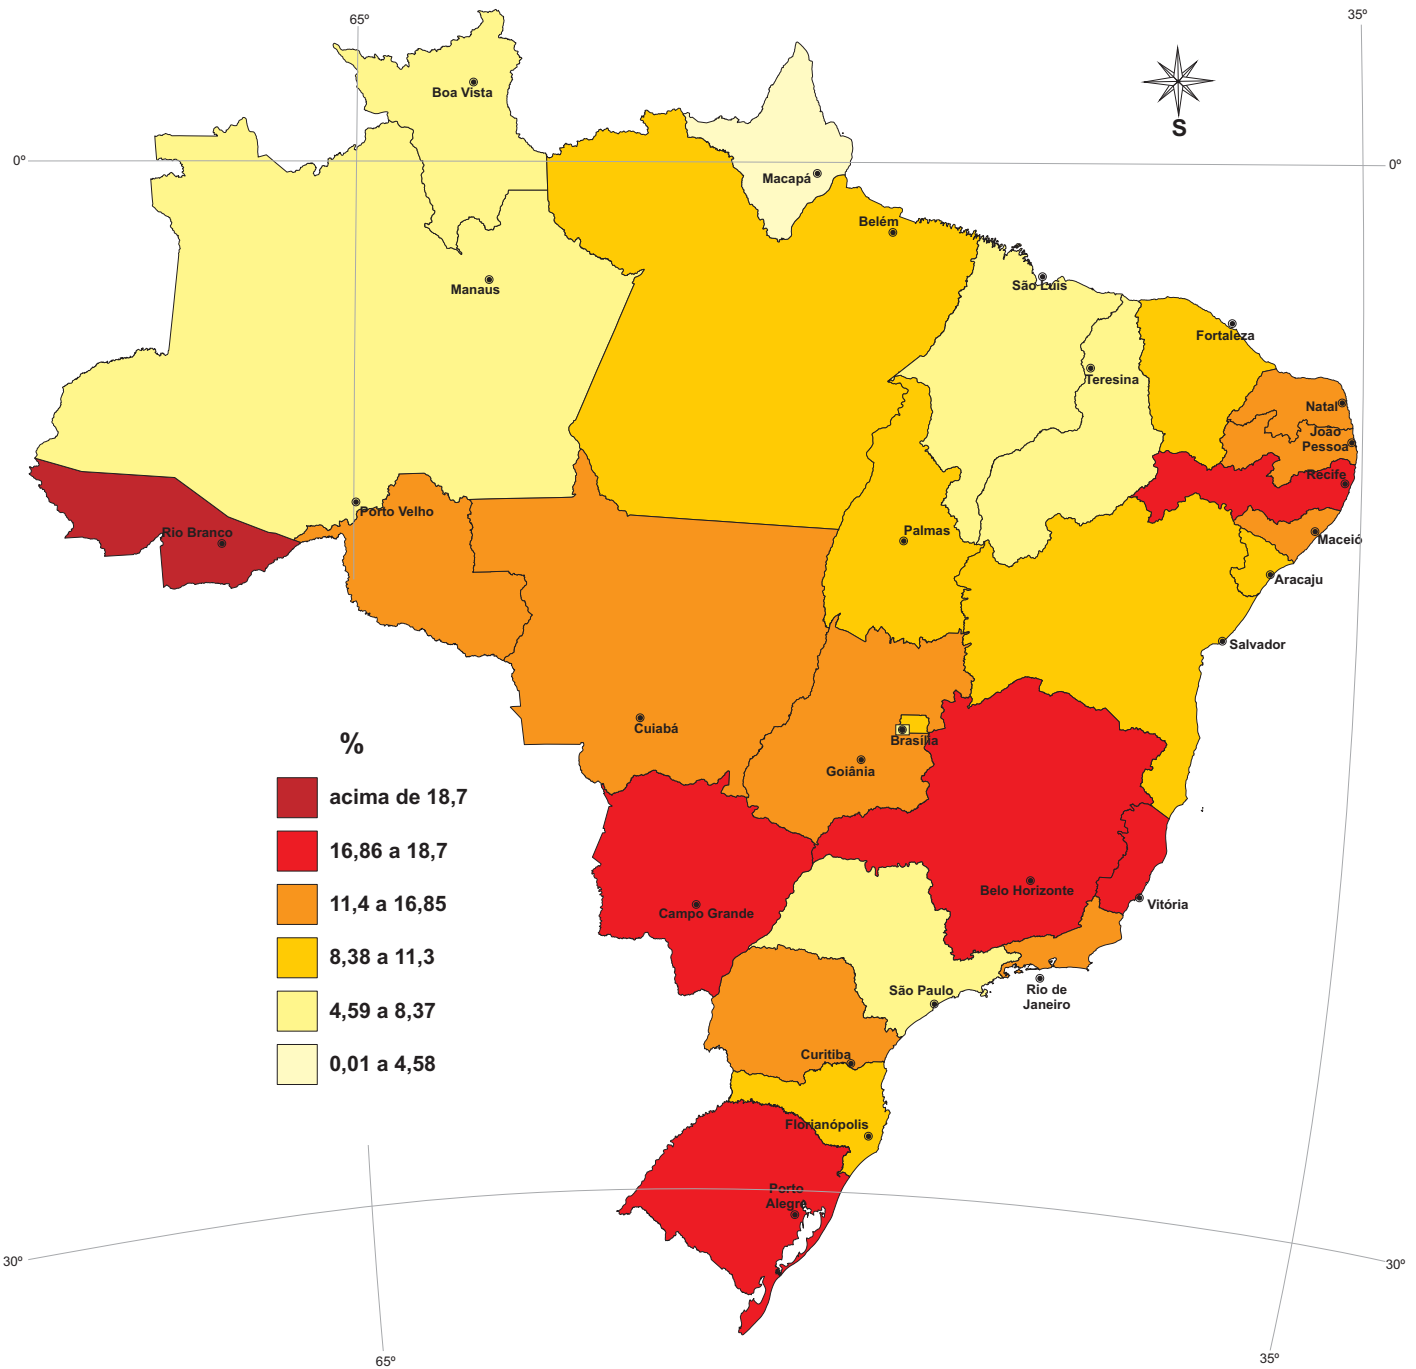 65º
35º
Boa Vista
S
0º
0º
Macapá
Belém
Manaus
São Luis
Fortaleza
Teresina
Natal
João
Pessoa
Recife
Porto Velho
Rio Branco
Palmas
Maceió
Aracaju
Salvador
Cuiabá
Brasília
Goiânia
%
acima de 18,7
16,86 a 18,7
11,4 a 16,85
8,38 a 11,3
4,59 a 8,37
0,01 a 4,58
Belo Horizonte
Vitória
Campo Grande
São Paulo
Rio de
Janeiro
Curitiba
Florianópolis
Porto
Alegre
30º
30º
65º
35º